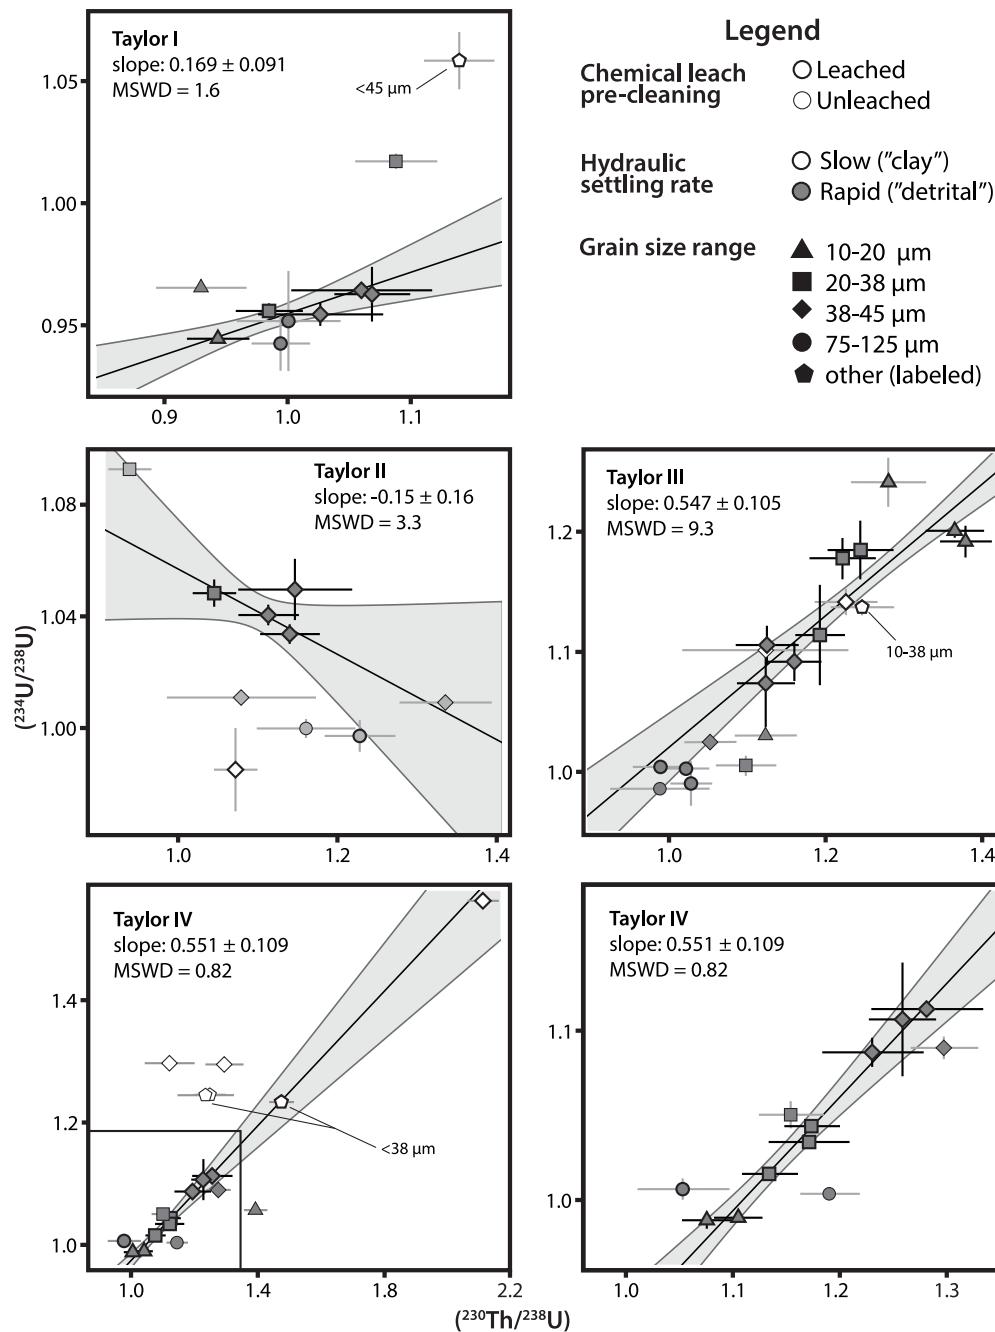 Taylor I
slope: 0.169 ± 0.091
MSWD = 1.6
<45 µm
1.05
1.00
0.95
0.9 1.0 1.1
Legend
Chemical leach
pre-cleaning
Leached
Unleached
Hydraulic
settling rate
Slow ("clay")
Rapid ("detrital")
Grain size range
10-20 µm
20-38 µm
38-45 µm
75-125 µm
other (labeled)
Taylor II
slope: -0.15 ± 0.16
MSWD = 3.3
1.08
1.04
1.00
1.0 1.2 1.4
Taylor III
slope: 0.547 ± 0.105
MSWD = 9.3
10-38 µm
1.2
1.1
1.0
1.0 1.2 1.4
(²³⁴U/²³⁸U)
Taylor IV
slope: 0.551 ± 0.109
MSWD = 0.82
<38 µm
1.4
1.2
1.0
1.0 1.4 1.8 2.2
Taylor IV
slope: 0.551 ± 0.109
MSWD = 0.82
1.1
1.0
1.0 1.1 1.2 1.3
(²³⁰Th/²³⁸U)